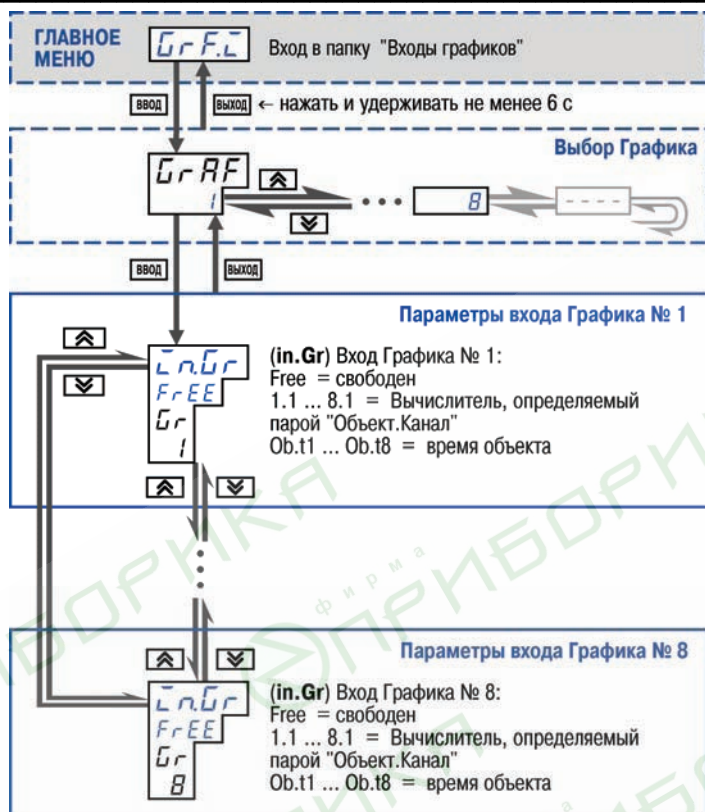 ГЛАВНОЕ
МЕНЮ
GrF.i
Вход в папку "Входы графиков"
ВВОД
ВЫХОД
← нажать и удерживать не менее 6 с
Выбор Графика
GrAF
1
• • •
8
- - - -
ВВОД
ВЫХОД
Параметры входа Графика № 1
in.Gr
FrEE
Gr
1
(in.Gr) Вход Графика № 1:
Free = свободен
1.1 ... 8.1 = Вычислитель, определяемый
парой "Объект.Канал"
Ob.t1 ... Ob.t8 = время объекта
фирма
ПРИБОРИКА
Параметры входа Графика № 8
in.Gr
FrEE
Gr
8
(in.Gr) Вход Графика № 8:
Free = свободен
1.1 ... 8.1 = Вычислитель, определяемый
парой "Объект.Канал"
Ob.t1 ... Ob.t8 = время объекта